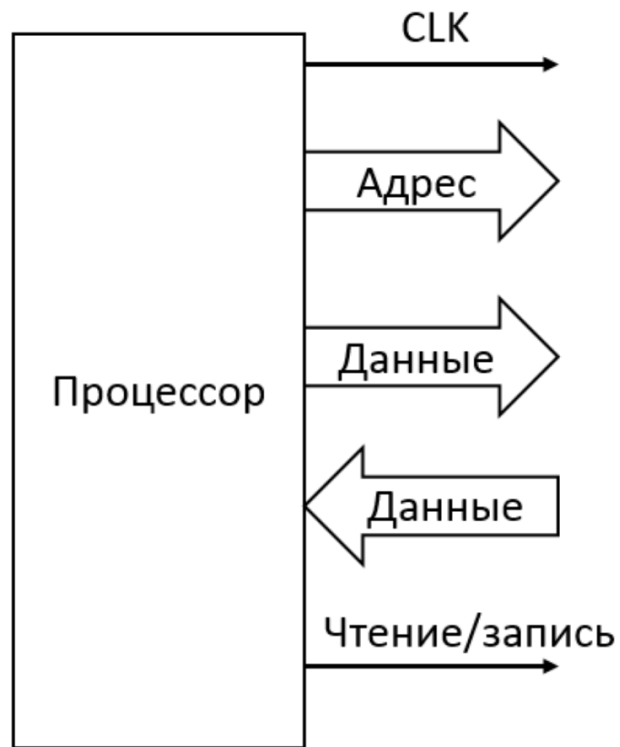 CLK
Адрес
Данные
Процессор
Данные
Чтение/запись